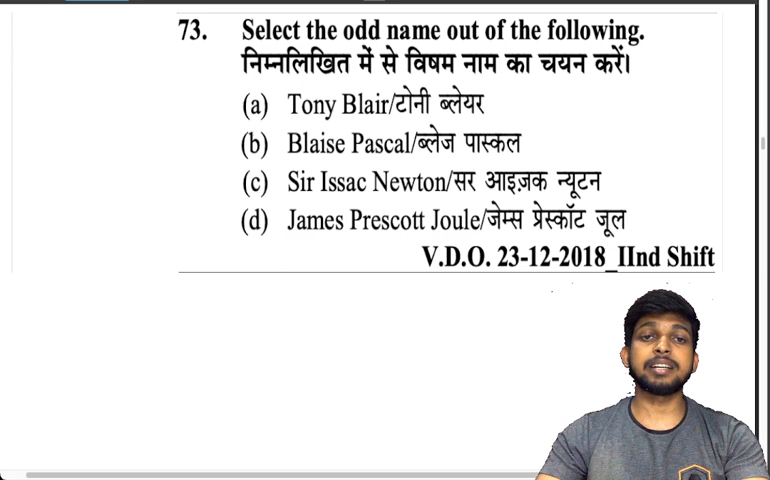 73. Select the odd name out of the following.
निम्नलिखित में से विषम नाम का चयन करें।
(a) Tony Blair/टोनी ब्लेयर
(b) Blaise Pascal/ब्लेज पास्कल
(c) Sir Issac Newton/सर आइज़क न्यूटन
(d) James Prescott Joule/जेम्स प्रेस्कॉट जूल
V.D.O. 23-12-2018_IInd Shift